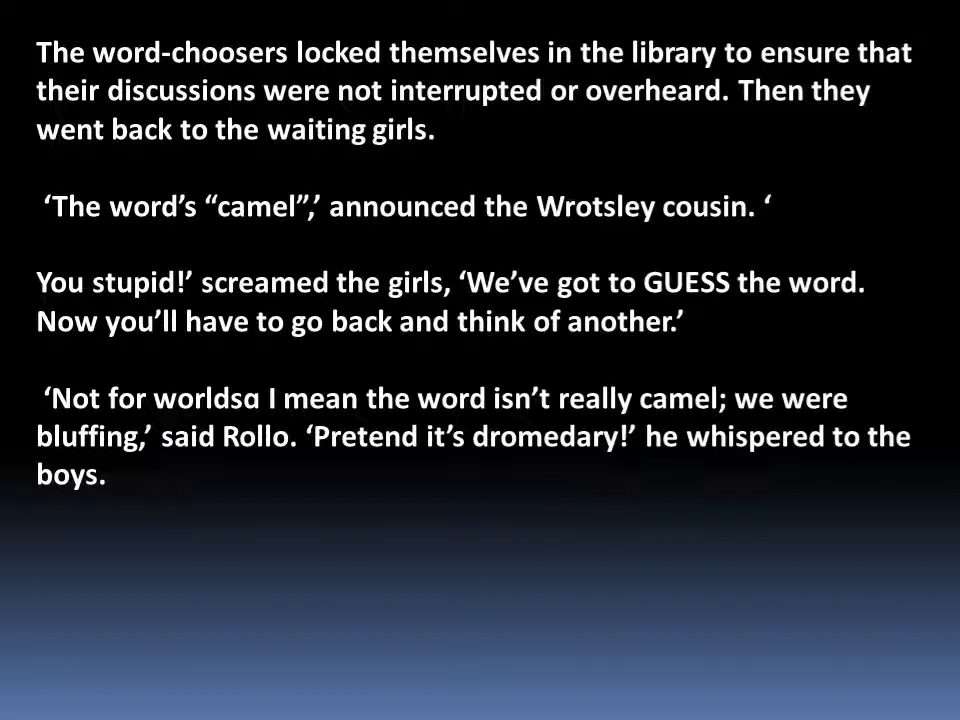 The word-choosers locked themselves in the library to ensure that
their discussions were not interrupted or overheard. Then they
went back to the waiting girls.
‘The word’s “camel”,’ announced the Wrotsley cousin. ‘
You stupid!’ screamed the girls, ‘We’ve got to GUESS the word.
Now you’ll have to go back and think of another.’
‘Not for worldsɑ I mean the word isn’t really camel; we were
bluffing,’ said Rollo. ‘Pretend it’s dromedary!’ he whispered to the
boys.